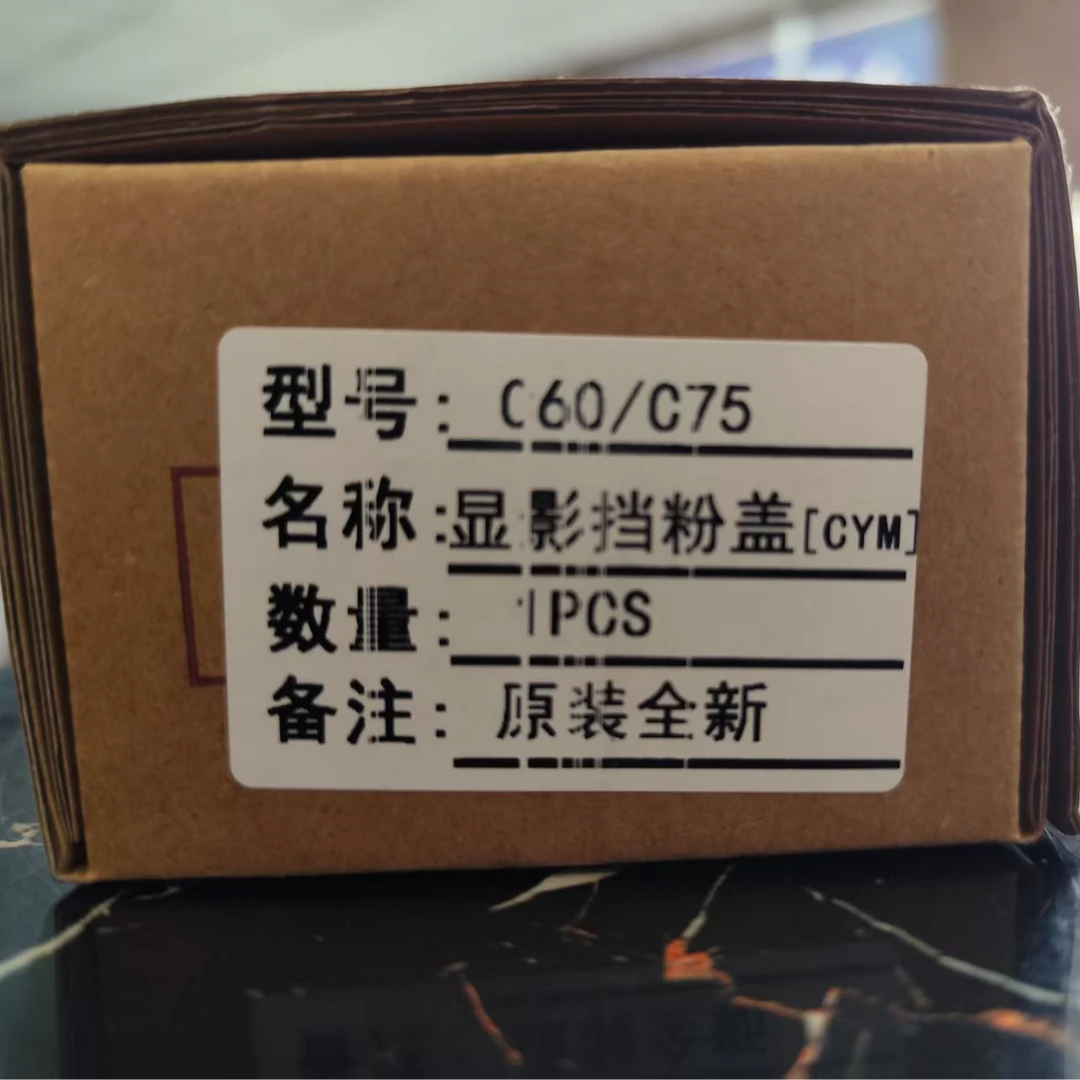 型号: C60/C75
名称:显影挡粉盖[CYM]
数量: 1PCS
备注: 原装全新